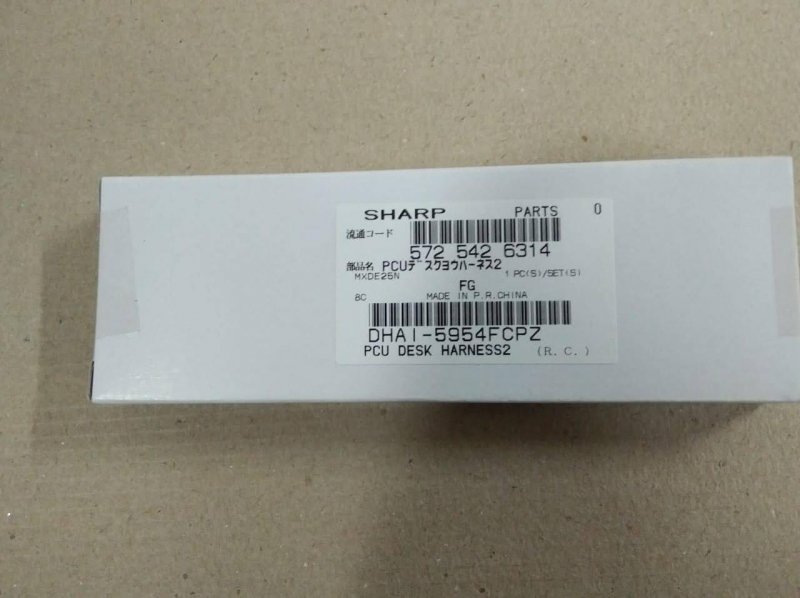 SHARP PARTS 0
流通コード
572 542 6314
部品名 PCUデスクヨウハーネス2
MXDE25N 1 PC(S)/SET(S)
FG
8C MADE IN P.R.CHINA
DHAI-5954FCPZ
PCU DESK HARNESS2 (R.C.)